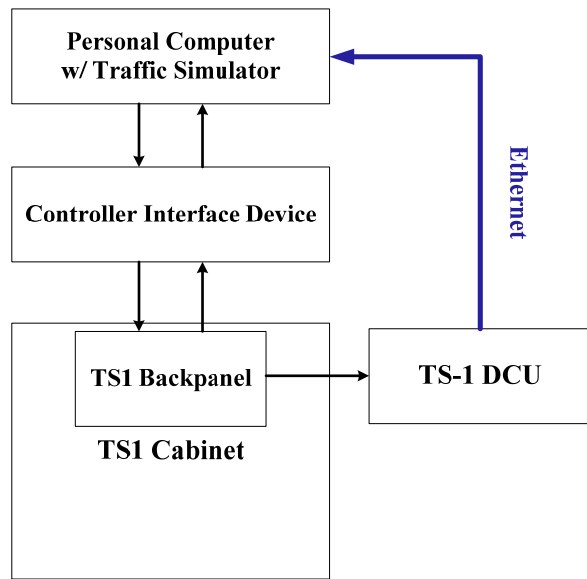 Personal Computer
w/ Traffic Simulator
Ethernet
Controller Interface Device
TS1 Backpanel
TS-1 DCU
TS1 Cabinet